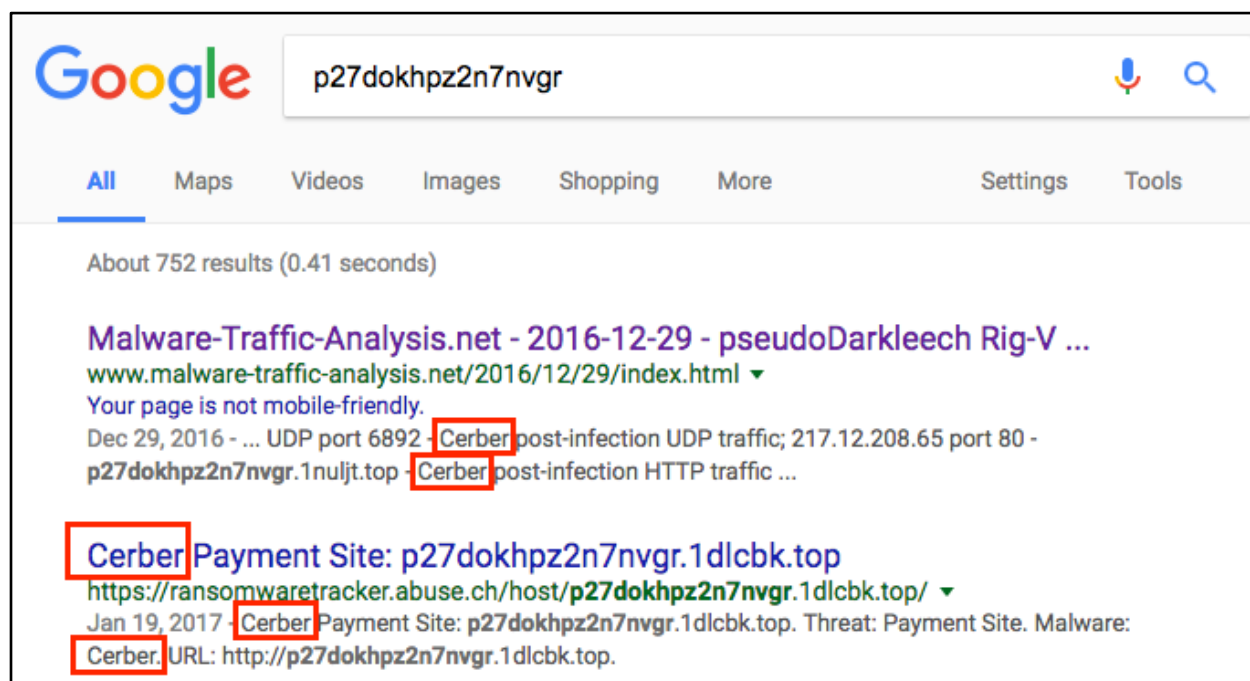 Google p27dokhpz2n7nvgr
All Maps Videos Images Shopping More Settings Tools
About 752 results (0.41 seconds)
Malware-Traffic-Analysis.net - 2016-12-29 - pseudoDarkleech Rig-V ...
www.malware-traffic-analysis.net/2016/12/29/index.html
Your page is not mobile-friendly.
Dec 29, 2016 - ... UDP port 6892 - Cerber post-infection UDP traffic; 217.12.208.65 port 80 -
p27dokhpz2n7nvgr.1nuljt.top - Cerber post-infection HTTP traffic ...
Cerber Payment Site: p27dokhpz2n7nvgr.1dlcbk.top
https://ransomwaretracker.abuse.ch/host/p27dokhpz2n7nvgr.1dlcbk.top/
Jan 19, 2017 - Cerber Payment Site: p27dokhpz2n7nvgr.1dlcbk.top. Threat: Payment Site. Malware:
Cerber. URL: http://p27dokhpz2n7nvgr.1dlcbk.top.